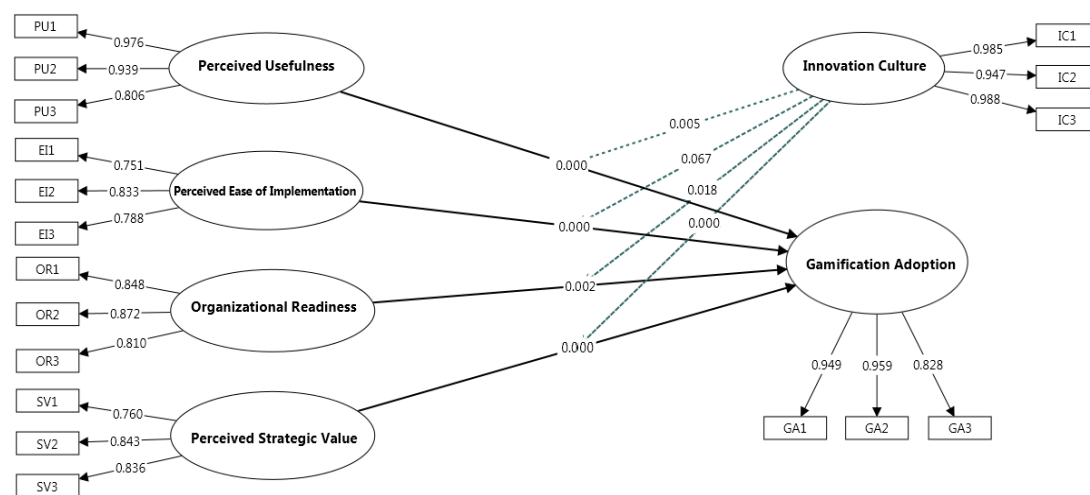 PU1
0.976
PU2
0.939
PU3
0.806
Perceived Usefulness
EI1
0.751
EI2
0.833
EI3
0.788
Perceived Ease of Implementation
OR1
0.848
OR2
0.872
OR3
0.810
Organizational Readiness
SV1
0.760
SV2
0.843
SV3
0.836
Perceived Strategic Value
0.005
0.067
0.018
0.000
0.000
0.000
0.002
0.000
Innovation Culture
0.985
IC1
0.947
IC2
0.988
IC3
Gamification Adoption
0.949
0.959
0.828
GA1
GA2
GA3